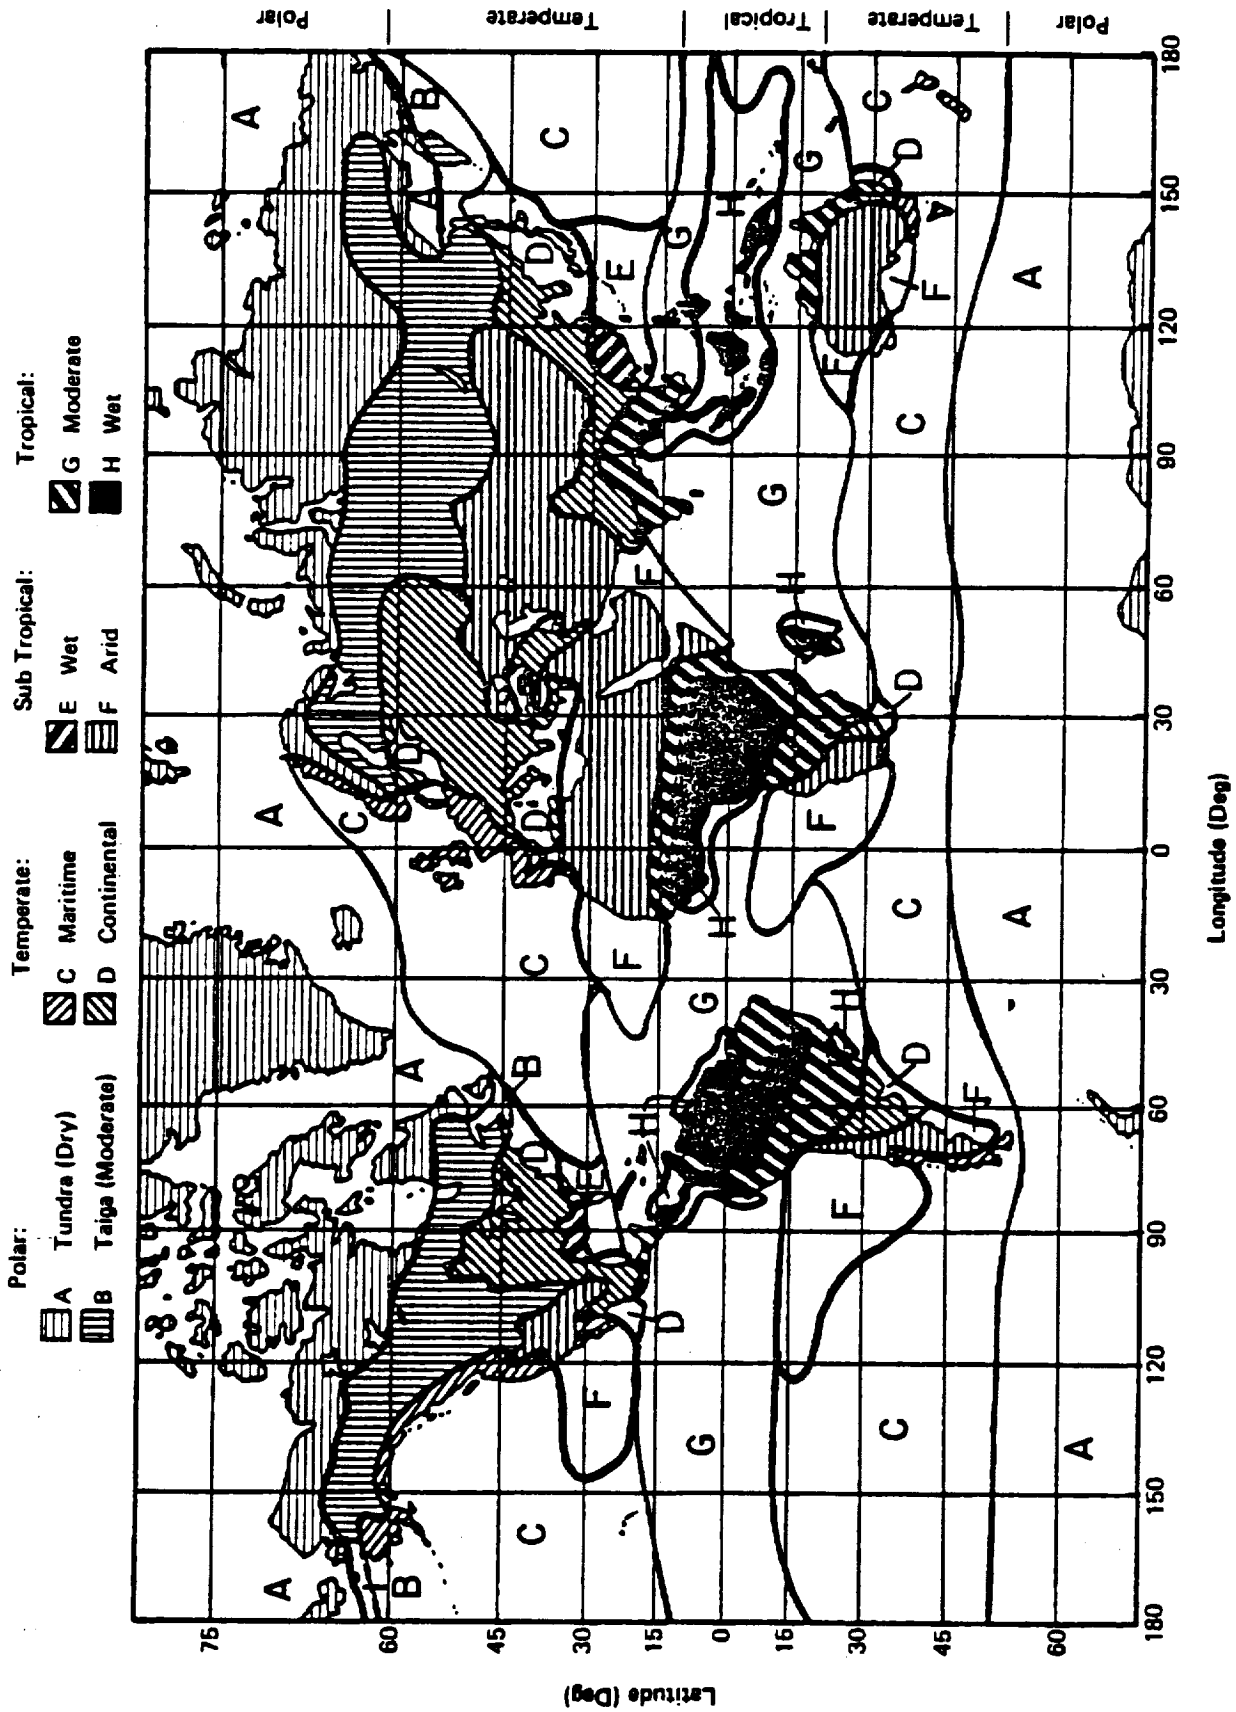 Polar: Temperate: Sub Tropical: Tropical:
A Tundra (Dry) C Maritime E Wet G Moderate
B Taiga (Moderate) D Continental F Arid H Wet
A A A
75
Polar
C
B A D B
60
C D B C D D C
45
F E F E F
Temperate
30
D H G
15
G G H H
0
G H G
Tropical
15
F H F F C
30
C D C D C F D
Temperate
45
F
A A A
60
Polar
Latitude (Deg)
180 150 120 90 60 30 0 30 60 90 120 150 180
Longitude (Deg)